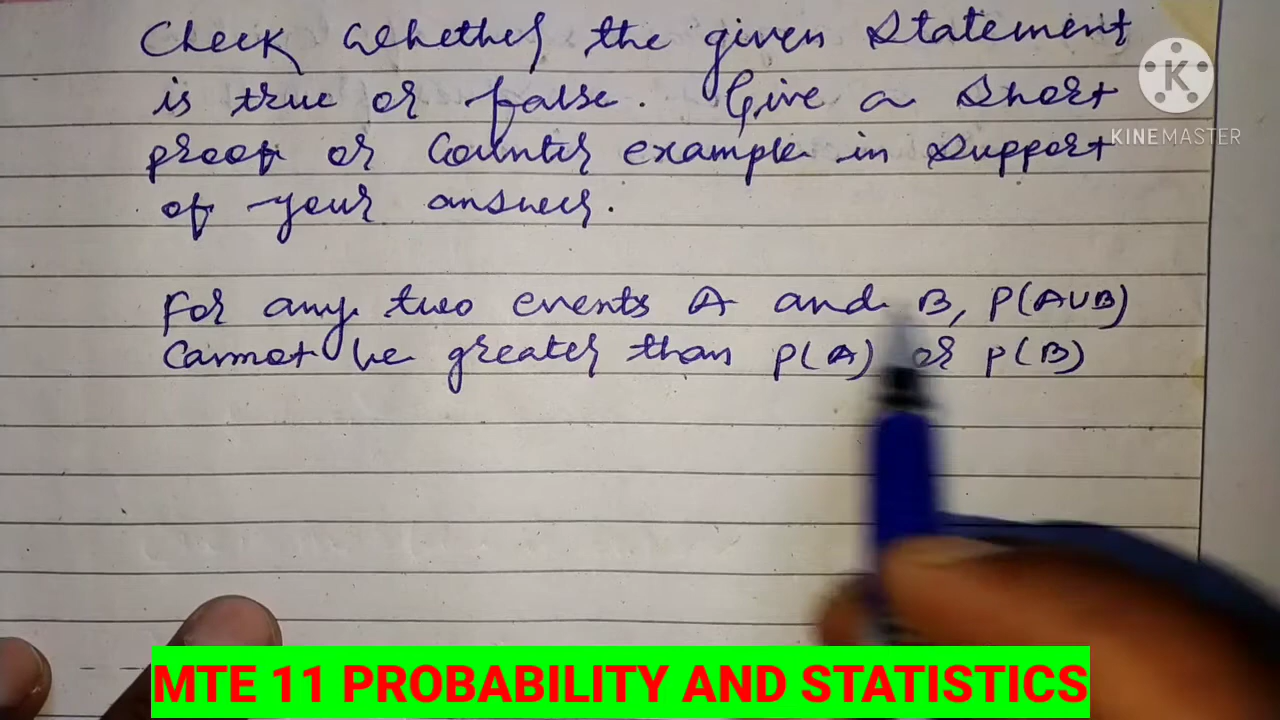 Check whether the given statement
is true or false. Give a short
proof or Counter example in support
of your answer.
For any two events A and B, P(AUB)
Cannot be greater than P(A) or P(B)
K
KINEMASTER
MTE 11 PROBABILITY AND STATISTICS